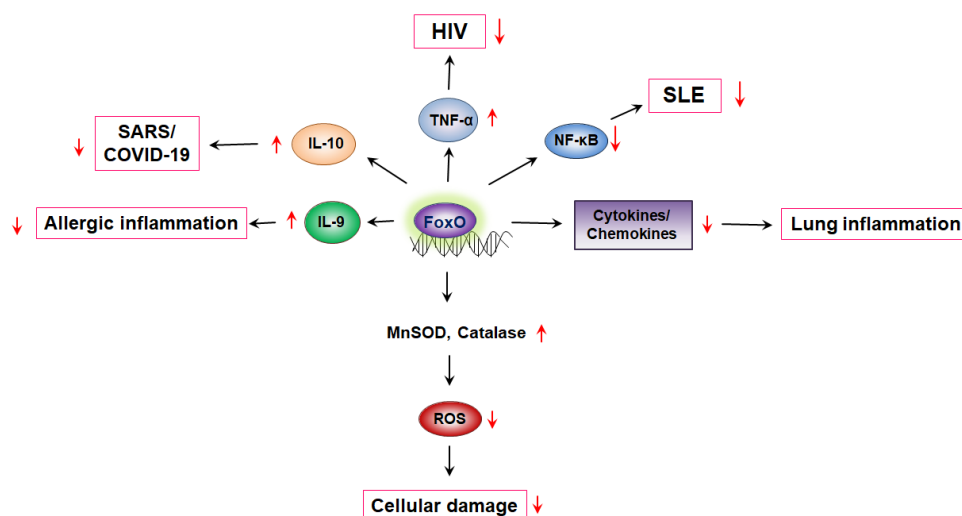 HIV
SLE
TNF-α
NF-κB
SARS/
COVID-19
IL-10
Allergic inflammation
IL-9
FoxO
Cytokines/
Chemokines
Lung inflammation
MnSOD, Catalase
ROS
Cellular damage